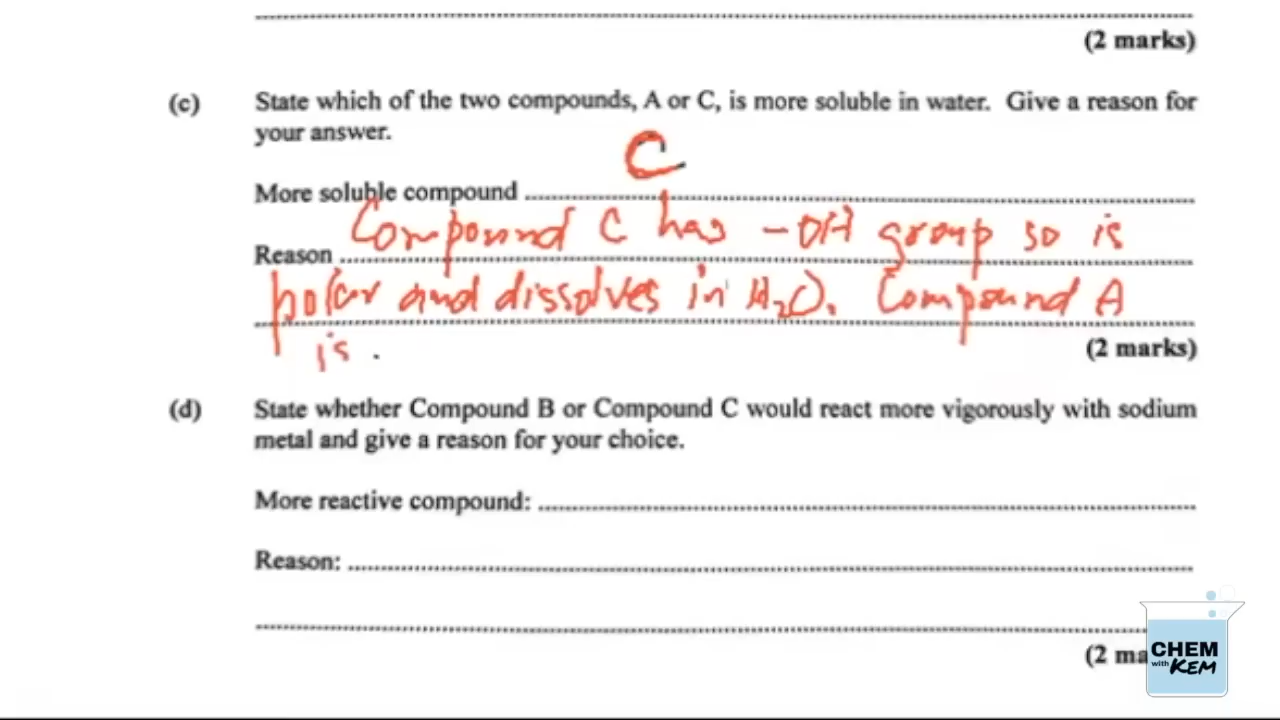 (2 marks)
(c) State which of the two compounds, A or C, is more soluble in water. Give a reason for
your answer.
More soluble compound C
Reason Compound C has -OH group so is
polar and dissolves in H₂O. Compound A
is .
(2 marks)
(d) State whether Compound B or Compound C would react more vigorously with sodium
metal and give a reason for your choice.
More reactive compound:
Reason:
(2 ma
CHEM
with KEM